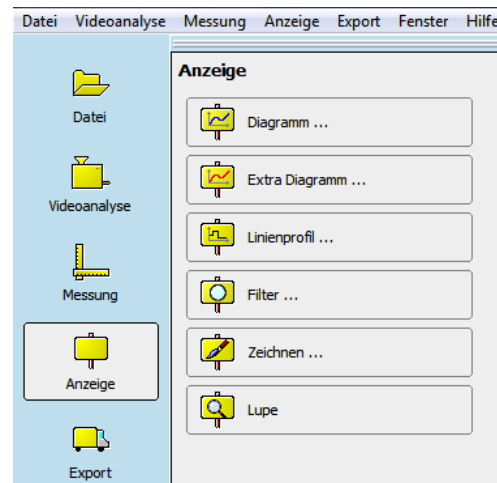 Datei Videoanalyse Messung Anzeige Export Fenster Hilfe
Datei
Videoanalyse
Messung
Anzeige
Export
Anzeige
Diagramm ...
Extra Diagramm ...
Linienprofil ...
Filter ...
Zeichnen ...
Lupe